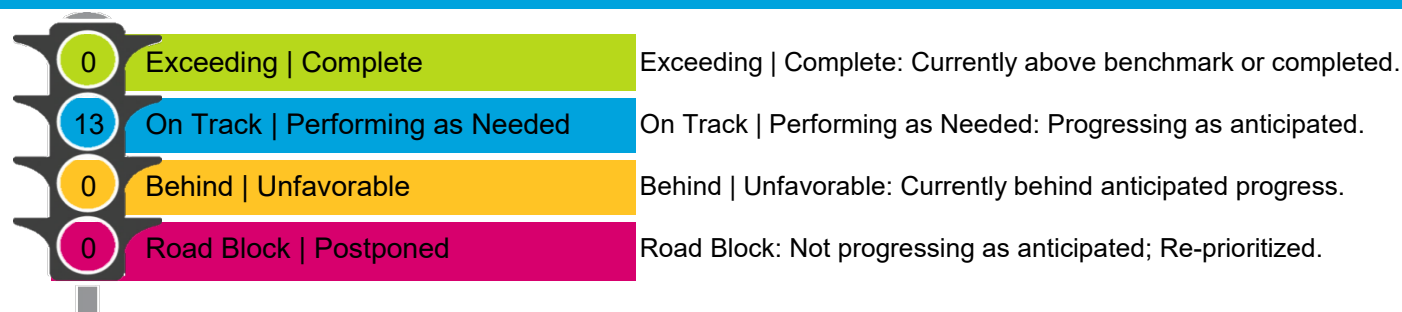 0 Exceeding | Complete Exceeding | Complete: Currently above benchmark or completed.
13 On Track | Performing as Needed On Track | Performing as Needed: Progressing as anticipated.
0 Behind | Unfavorable Behind | Unfavorable: Currently behind anticipated progress.
0 Road Block | Postponed Road Block: Not progressing as anticipated; Re-prioritized.